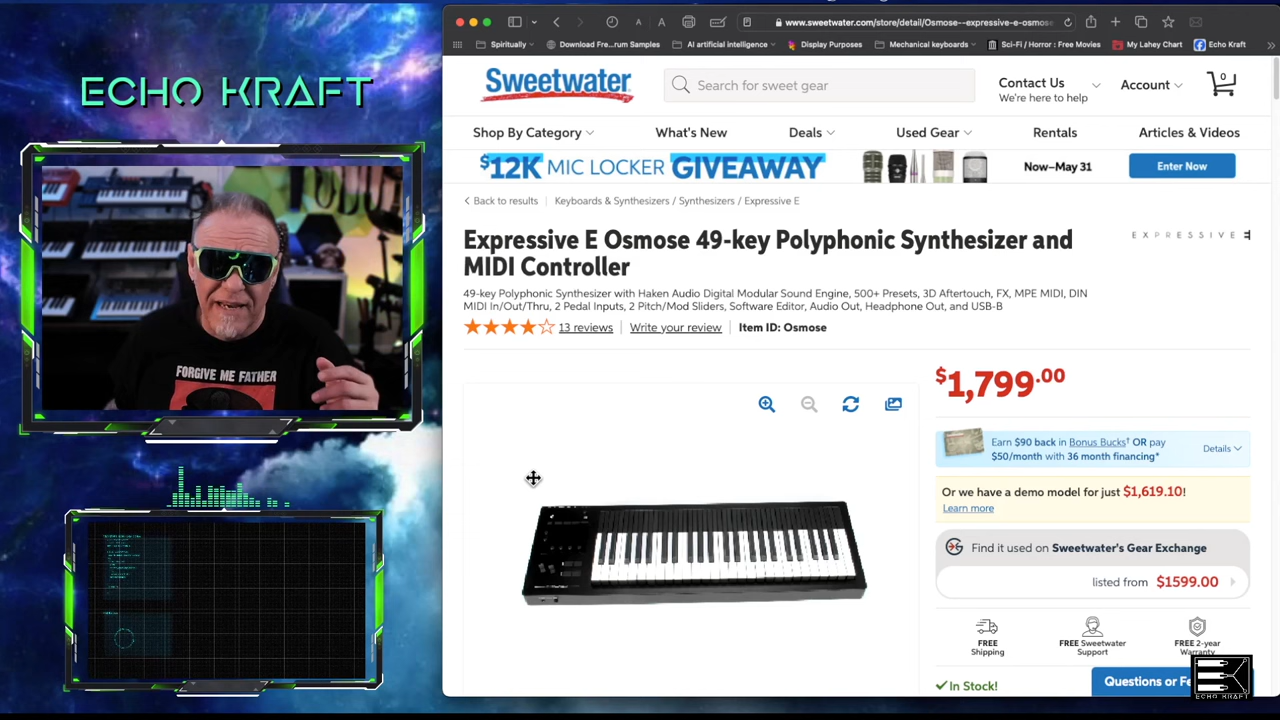 www.sweetwater.com/store/detail/Osmose--expressive-e-osmose
Spiritually
Download Fre...rum Samples
AI artificial intelligence
Display Purposes
Mechanical keyboards
Sci-Fi / Horror : Free Movies
My Lahey Chart
Echo Kraft
ECHO KRAFT
FORGIVE ME FATHER
Sweetwater
Search for sweet gear
Contact Us
We're here to help
Account
0
Shop By Category
What's New
Deals
Used Gear
Rentals
Articles & Videos
$12K MIC LOCKER GIVEAWAY
Now–May 31
Enter Now
Back to results
Keyboards & Synthesizers / Synthesizers / Expressive E
Expressive E Osmose 49-key Polyphonic Synthesizer and
MIDI Controller
EXPRESSIVE E
49-key Polyphonic Synthesizer with Haken Audio Digital Modular Sound Engine, 500+ Presets, 3D Aftertouch, FX, MPE MIDI, DIN
MIDI In/Out/Thru, 2 Pedal Inputs, 2 Pitch/Mod Sliders, Software Editor, Audio Out, Headphone Out, and USB-B
13 reviews
Write your review
Item ID: Osmose
$1,799.00
Earn $90 back in Bonus Bucks† OR pay
$50/month with 36 month financing*
Details
Or we have a demo model for just $1,619.10!
Learn more
Find it used on Sweetwater's Gear Exchange
listed from $1599.00
FREE
Shipping
FREE Sweetwater
Support
FREE 2-year
Warranty
In Stock!
Questions or Fe
ECHO KRAFT